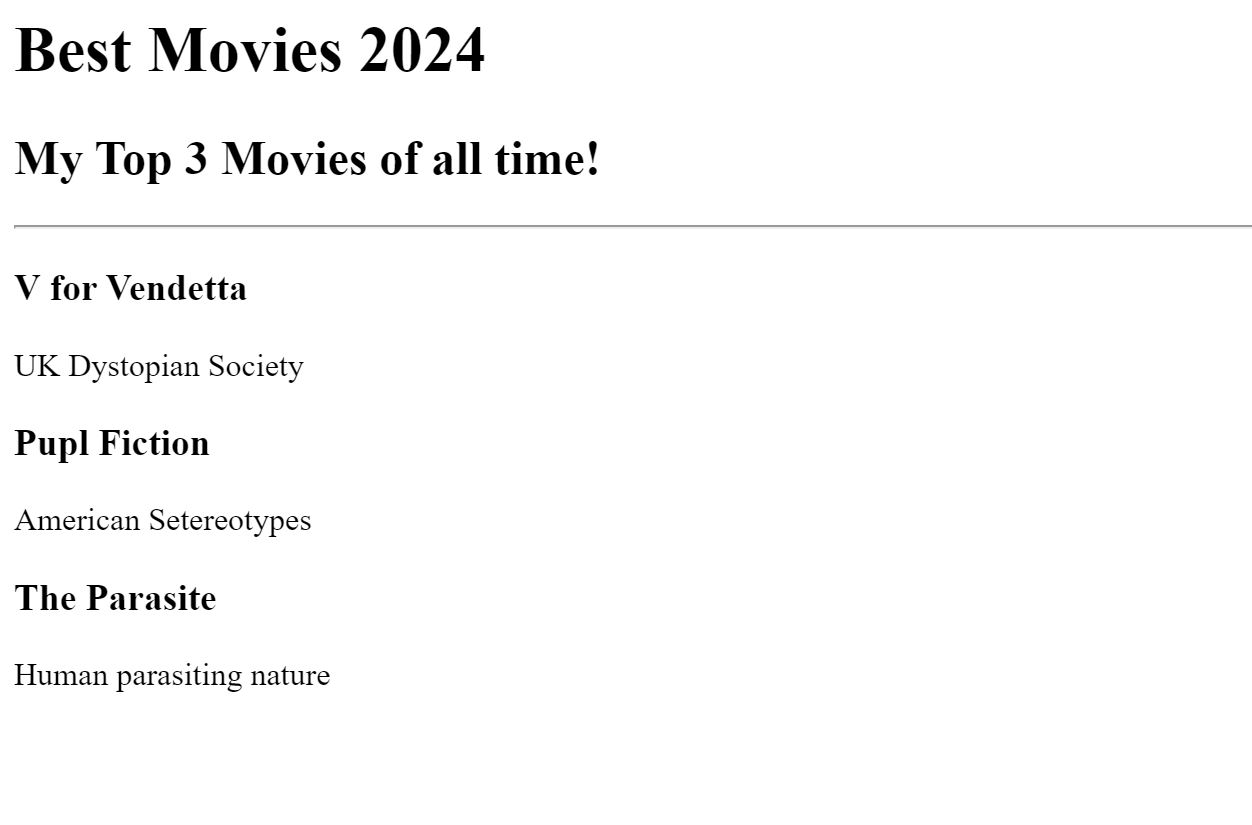 Best Movies 2024
My Top 3 Movies of all time!
V for Vendetta
UK Dystopian Society
Pupl Fiction
American Setereotypes
The Parasite
Human parasiting nature